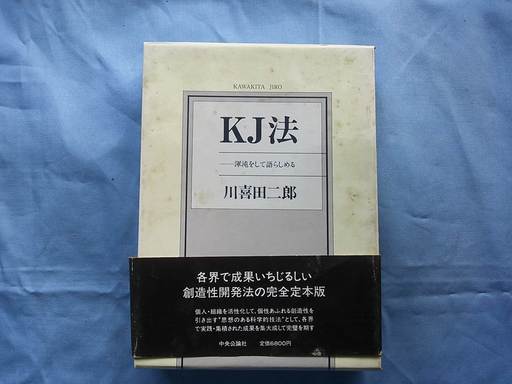 KAWAKITA JIRO
KJ法
──渾沌をして語らしめる
川喜田二郎
各界で成果いちじるしい
創造性開発法の完全定本版
個人・組織を活性化して、個性あふれる創造性を
引き出す“思想のある科学的技法”として、各界
で実践・集積された成果を集大成して完璧を期す
中央公論社 定価6800円